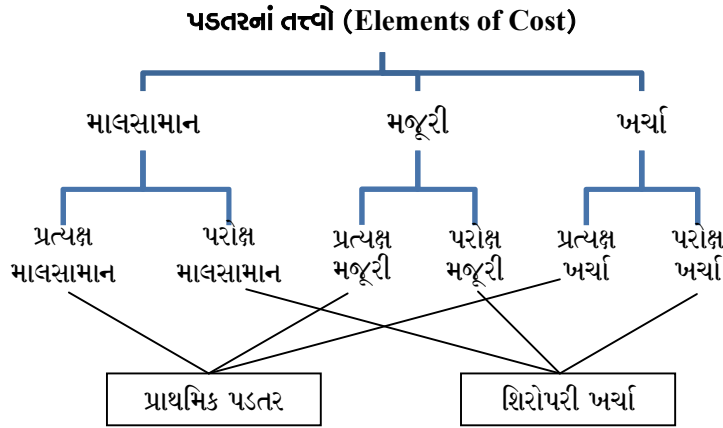 પડતરનાં તત્ત્વો (Elements of Cost)
માલસામાન મજૂરી ખર્ચા
પ્રત્યક્ષ પરોક્ષ પ્રત્યક્ષ પરોક્ષ પ્રત્યક્ષ પરોક્ષ
માલસામાન માલસામાન મજૂરી મજૂરી ખર્ચા ખર્ચા
પ્રાથમિક પડતર શિરોપરી ખર્ચા